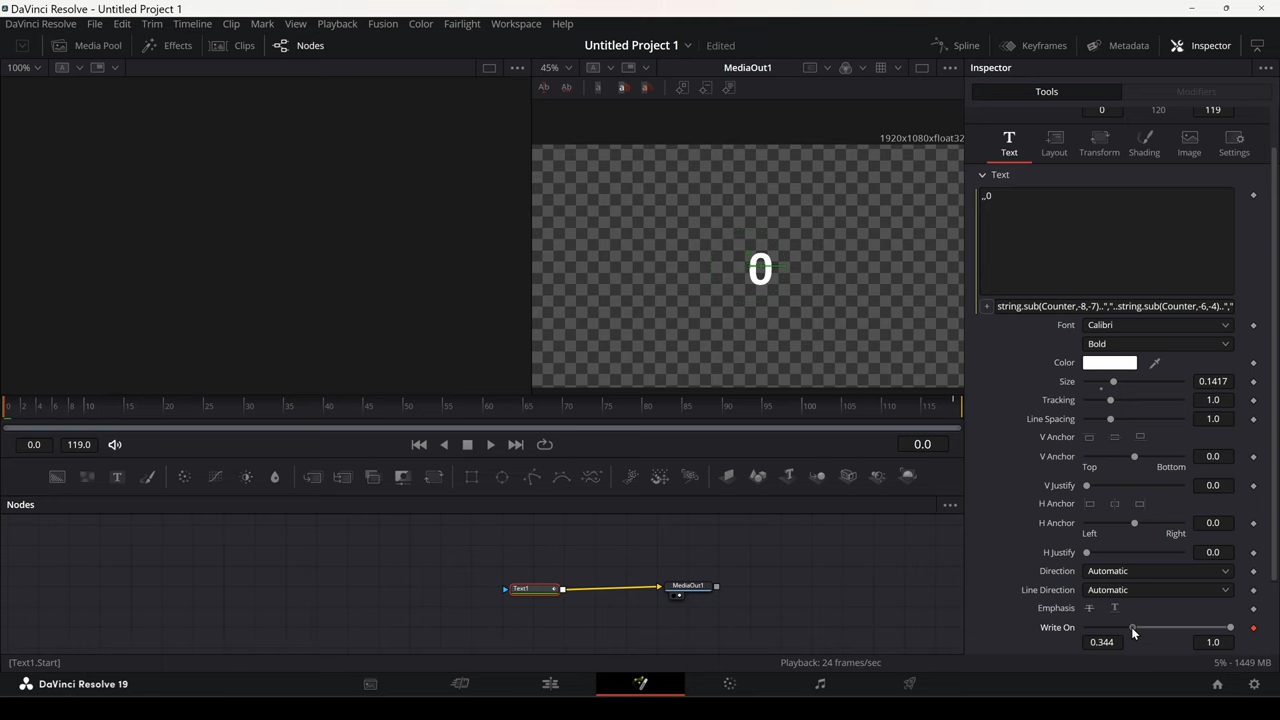 DaVinci Resolve - Untitled Project 1
DaVinci Resolve File Edit Trim Timeline Clip Mark View Playback Fusion Color Fairlight Workspace Help
Media Pool Effects Clips Nodes Untitled Project 1 Edited Spline Keyframes Metadata Inspector
100% 45% MediaOut1 Inspector
Tools Modifiers
0 120 119
1920x1080xfloat32
Text Layout Transform Shading Image Settings
Text
,,0
0
string.sub(Counter,-8,-7)..","..string.sub(Counter,-6,-4)..","
Font Calibri
Bold
Color
Size 0.1417
Tracking 1.0
Line Spacing 1.0
V Anchor
V Anchor 0.0
Top Bottom
V Justify 0.0
H Anchor
H Anchor 0.0
Left Right
H Justify 0.0
Direction Automatic
Line Direction Automatic
Emphasis T T
Write On
0.344 1.0
0 2 4 6 8 10 15 20 25 30 35 40 45 50 55 60 65 70 75 80 85 90 95 100 105 110 115
0.0 119.0 0.0
Nodes
Text1 MediaOut1
[Text1.Start] Playback: 24 frames/sec 5% - 1449 MB
DaVinci Resolve 19